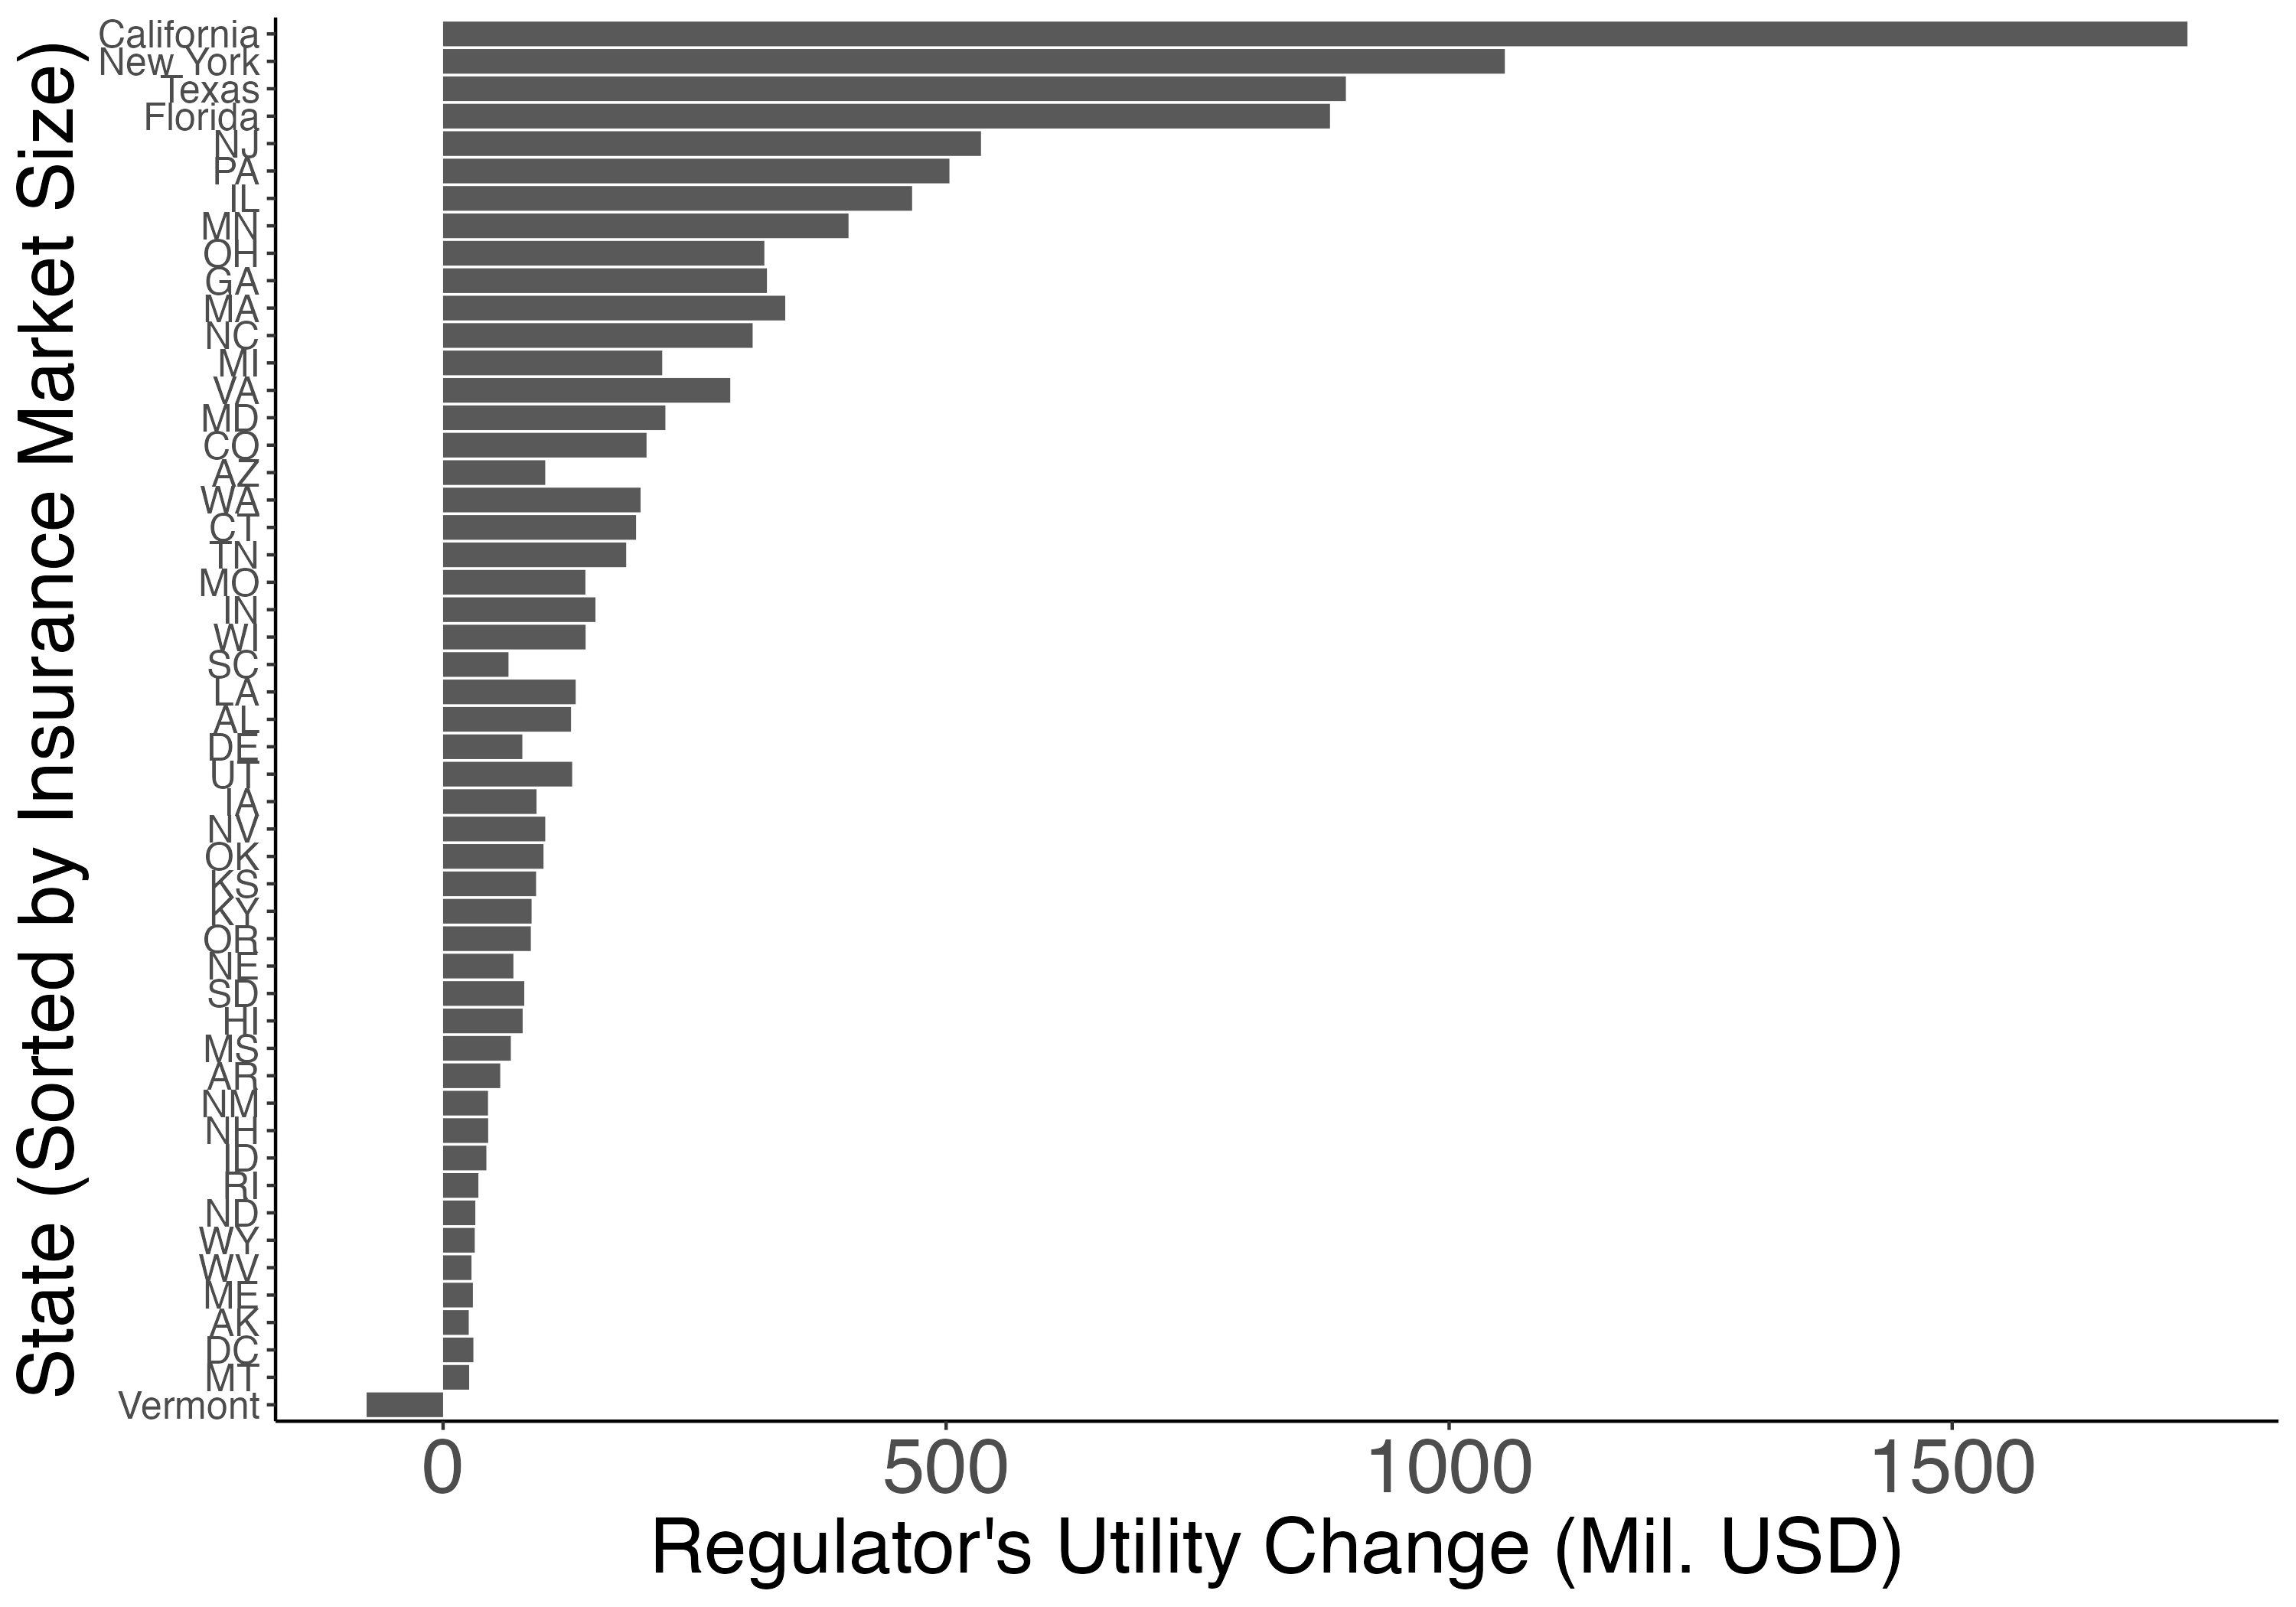 State (Sorted by Insurance Market Size)
California
New York
Texas
Florida
NJ
PA
IL
MN
OH
GA
MA
NC
MI
VA
MD
CO
AZ
WA
CT
TN
MO
IN
WI
SC
LA
AL
DE
UT
IA
NV
OK
KS
KY
OR
NE
SD
HI
MS
AR
NM
NH
ID
RI
ND
WY
WV
ME
AK
DC
MT
Vermont
0 500 1000 1500
Regulator's Utility Change (Mil. USD)